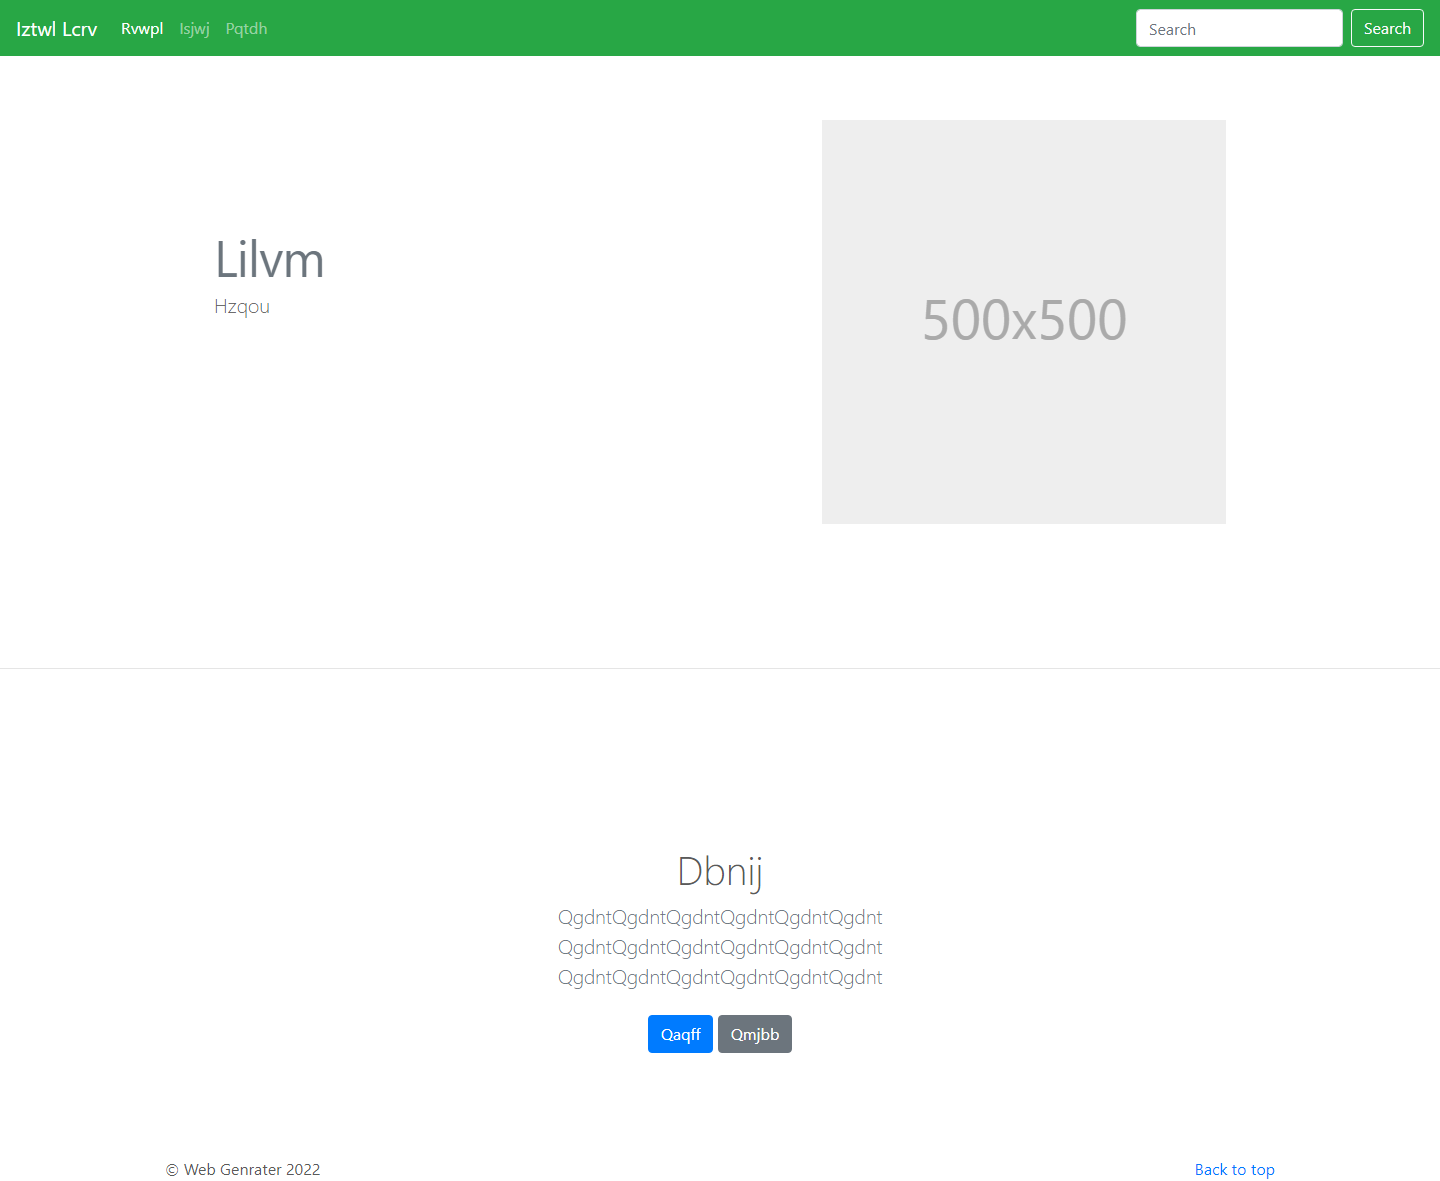 Iztwl Lcrv Rvwpl Isjwj Pqtdh Search Search
Lilvm
Hzqou
500x500
Dbnij
QgdntQgdntQgdntQgdntQgdntQgdnt
QgdntQgdntQgdntQgdntQgdntQgdnt
QgdntQgdntQgdntQgdntQgdntQgdnt
Qaqff Qmjbb
© Web Genrater 2022 Back to top